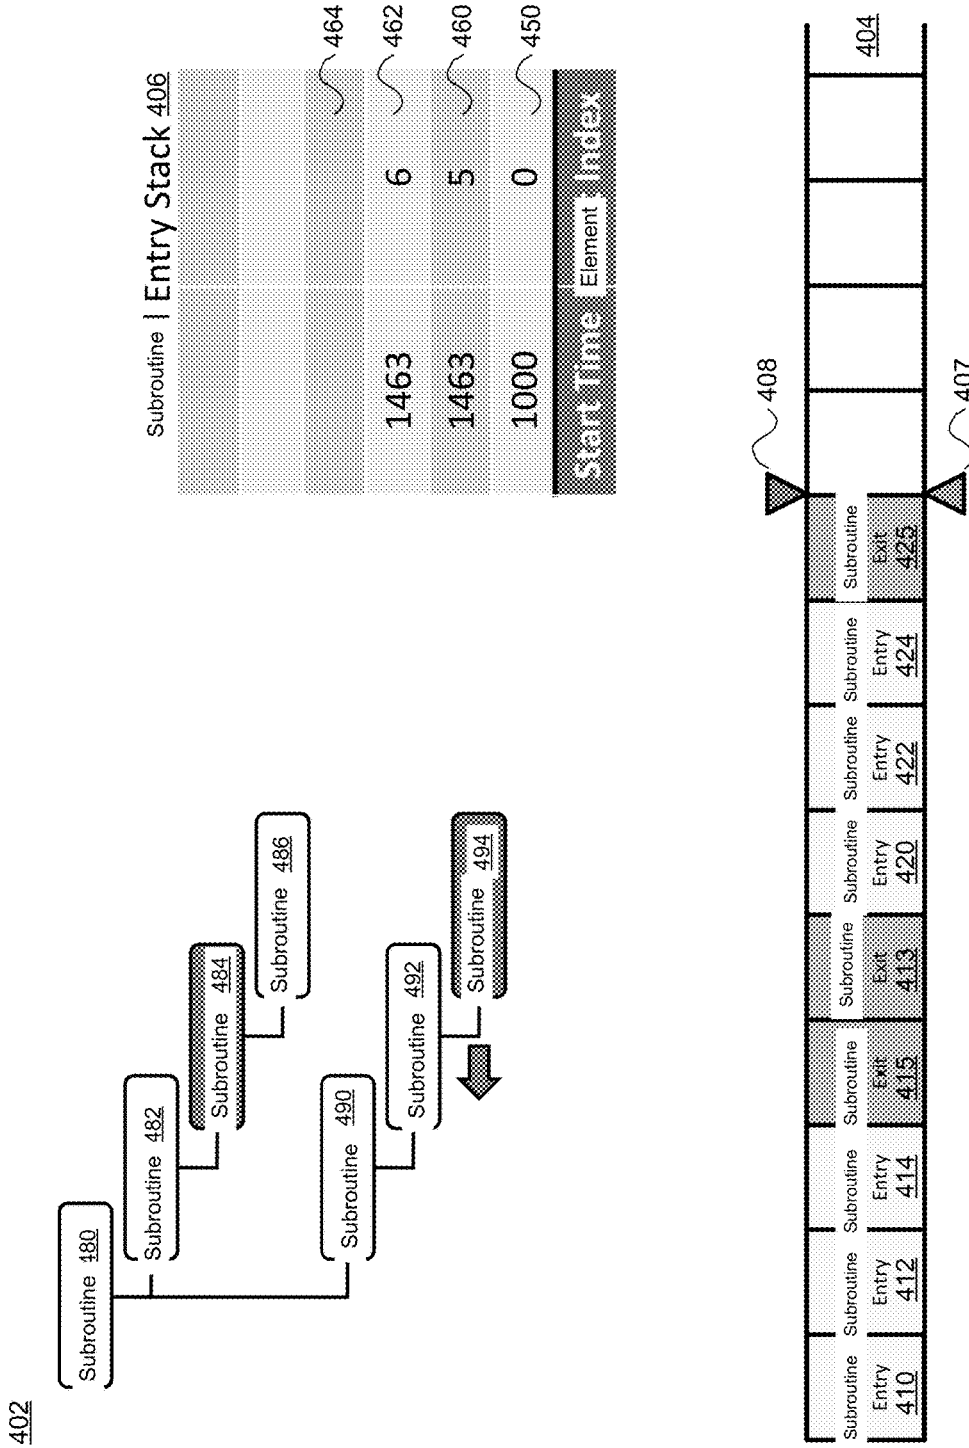 402
Subroutine 480
Subroutine 482
Subroutine 484
Subroutine 486
Subroutine 490
Subroutine 492
Subroutine 494
Subroutine | Entry Stack 406
464
1463 6 462
1463 5 460
1000 0 450
Start Time Element Index
408
Subroutine Entry 410
Subroutine Entry 412
Subroutine Entry 414
Subroutine Exit 415
Subroutine Exit 413
Subroutine Entry 420
Subroutine Entry 422
Subroutine Entry 424
Subroutine Exit 425
404
407